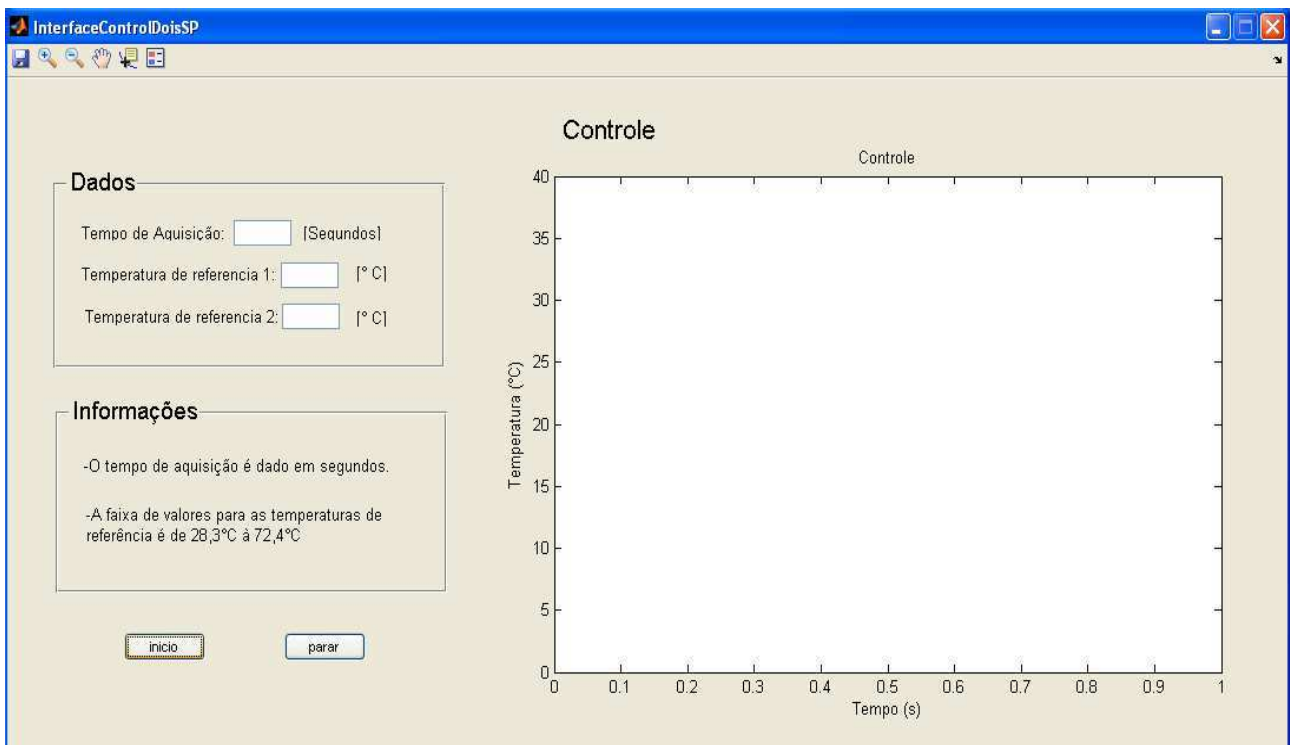 InterfaceControlDoisSP
Dados
Tempo de Aquisição: [Segundos]
Temperatura de referencia 1: [° C]
Temperatura de referencia 2: [° C]
Informações
-O tempo de aquisição é dado em segundos.
-A faixa de valores para as temperaturas de
referência é de 28,3°C à 72,4°C
inicio
parar
Controle
Controle
40
35
30
25
20
15
10
5
0
Temperatura (°C)
0 0.1 0.2 0.3 0.4 0.5 0.6 0.7 0.8 0.9 1
Tempo (s)